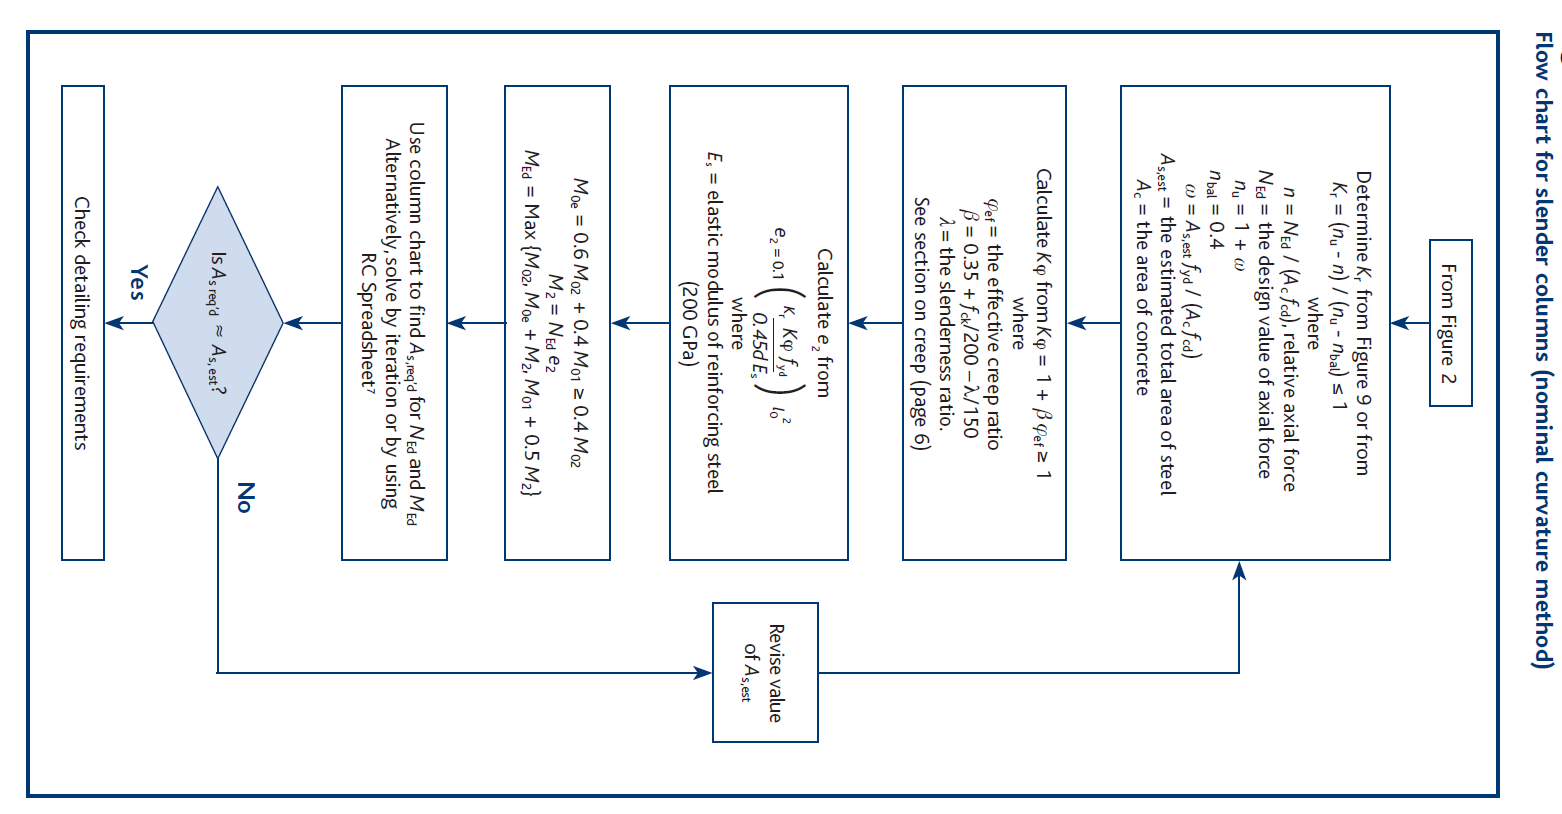 Flow chart for slender columns (nominal curvature method)
From Figure 2
Determine Kr from Figure 9 or from
Kr = (nu - n) / (nu - nbal) ≤ 1
where
n = NEd / (Ac fcd), relative axial force
NEd = the design value of axial force
nu = 1 + ω
nbal = 0.4
ω = As,est fyd / (Ac fcd)
As,est = the estimated total area of steel
Ac = the area of concrete
Calculate Kφ from Kφ = 1 + β φef ≥ 1
where
φef = the effective creep ratio
β = 0.35 + fck/200 – λ/150
λ = the slenderness ratio.
See section on creep (page 6)
Calculate e2 from
e2 = 0.1 (Kr Kφ fyd / 0.45d Es) l0²
where
Es = elastic modulus of reinforcing steel
(200 GPa)
M0e = 0.6 M02 + 0.4 M01 ≥ 0.4 M02
M2 = NEd e2
MEd = Max {M02, M0e + M2, M01 + 0.5 M2}
Use column chart to find As,req'd for NEd and MEd
Alternatively, solve by iteration or by using
RC Spreadsheet7
Is As req'd ≈ As, est?
No
Revise value
of As,est
Yes
Check detailing requirements